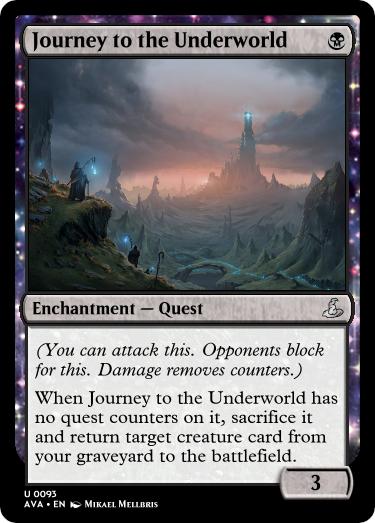 Journey to the Underworld
Enchantment — Quest
(You can attack this. Opponents block
for this. Damage removes counters.)
When Journey to the Underworld has
no quest counters on it, sacrifice it
and return target creature card from
your graveyard to the battlefield.
3
U 0093
AVA • EN Mikael Mellbris